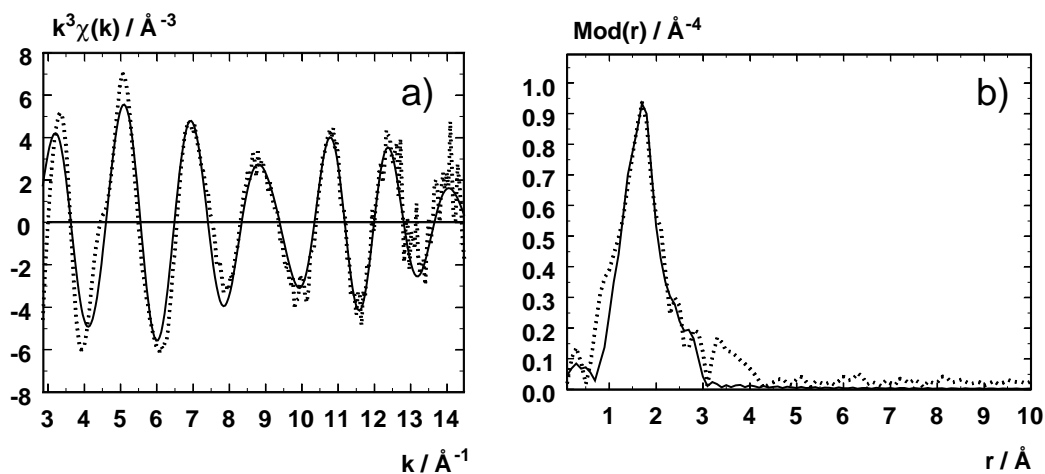 k³χ(k) / Å⁻³
8
6
4
2
0
-2
-4
-6
-8
a)
3 4 5 6 7 8 9 10 11 12 13 14
k / Å⁻¹
Mod(r) / Å⁻⁴
1.0
0.9
0.8
0.7
0.6
0.5
0.4
0.3
0.2
0.1
0.0
b)
1 2 3 4 5 6 7 8 9 10
r / Å